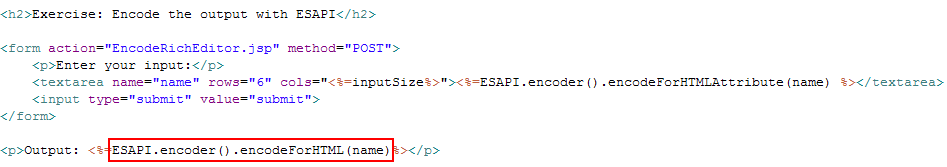 <h2>Exercise: Encode the output with ESAPI</h2>
<form action="EncodeRichEditor.jsp" method="POST">
<p>Enter your input:</p>
<textarea name="name" rows="6" cols="<%=inputSize%>"><%=ESAPI.encoder().encodeForHTMLAttribute(name) %></textarea>
<input type="submit" value="submit">
</form>
<p>Output: <%=ESAPI.encoder().encodeForHTML(name)%></p>